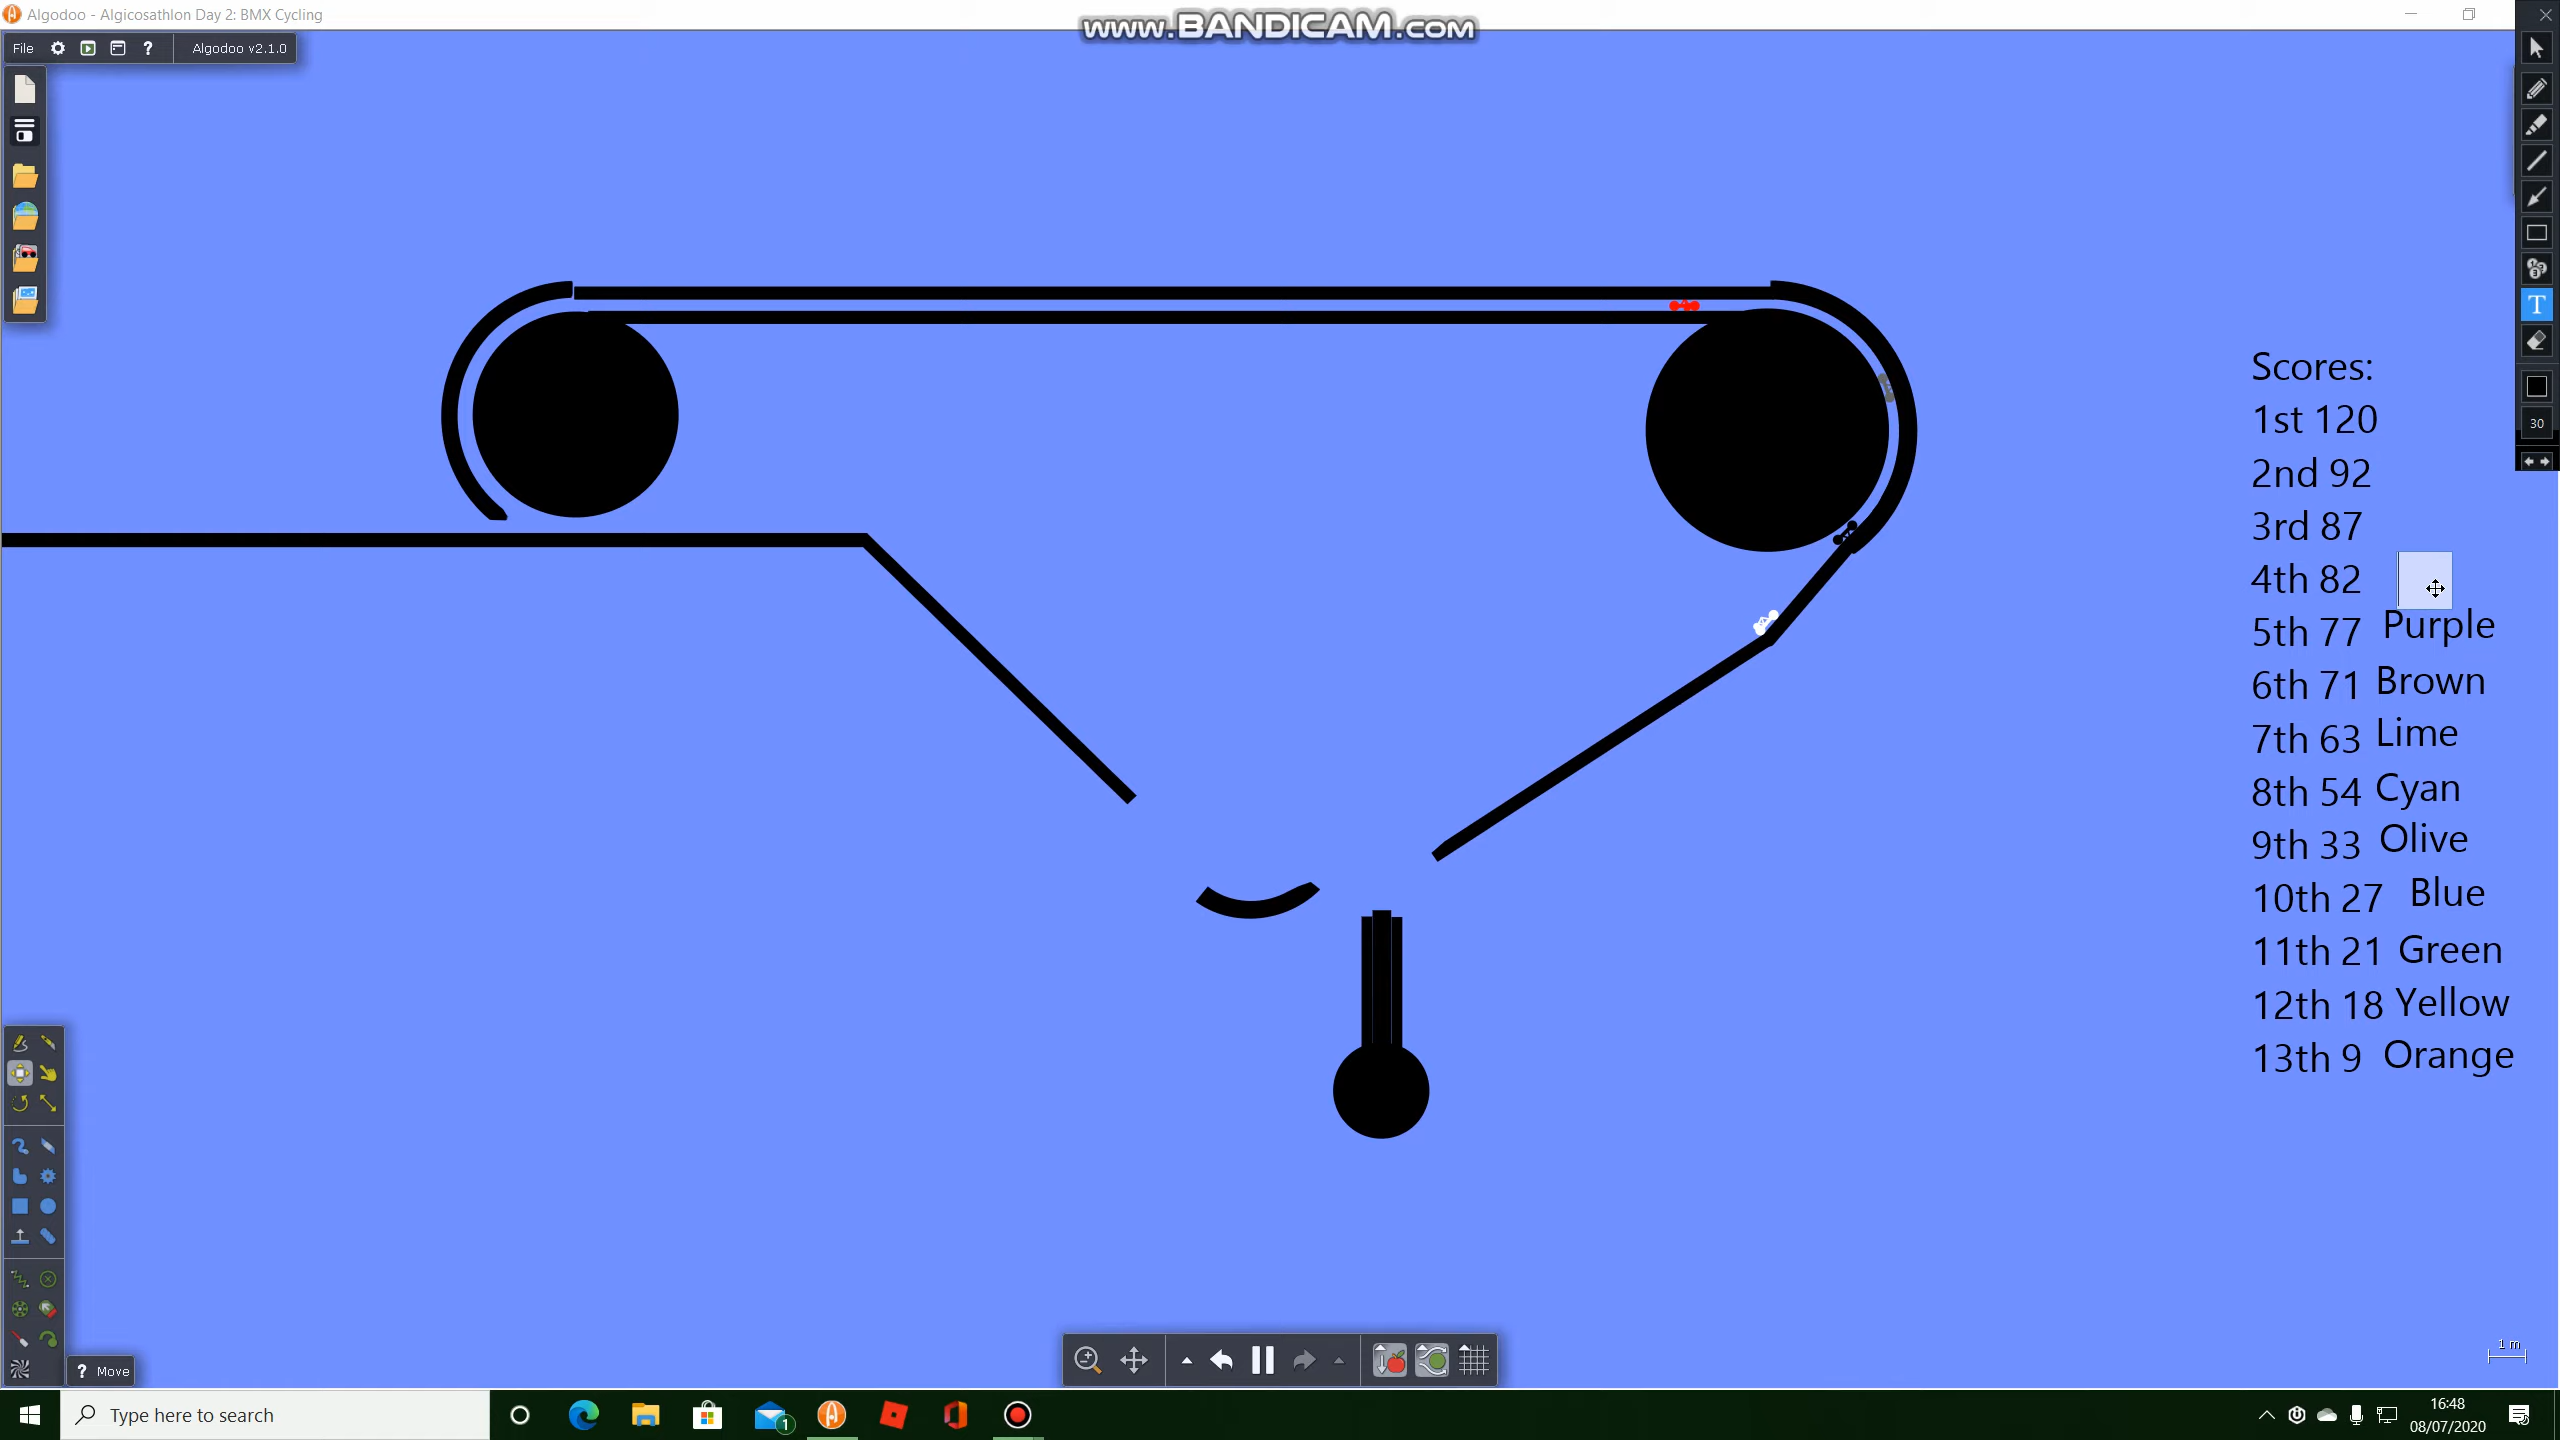 Algodoo - Algicosathlon Day 2: BMX Cycling
www.BANDICAM.com
File ? Algodoo v2.1.0
T
30
Scores:
1st 120
2nd 92
3rd 87
4th 82
5th 77 Purple
6th 71 Brown
7th 63 Lime
8th 54 Cyan
9th 33 Olive
10th 27 Blue
11th 21 Green
12th 18 Yellow
13th 9 Orange
1 m
? Move
Type here to search
1
16:48
08/07/2020